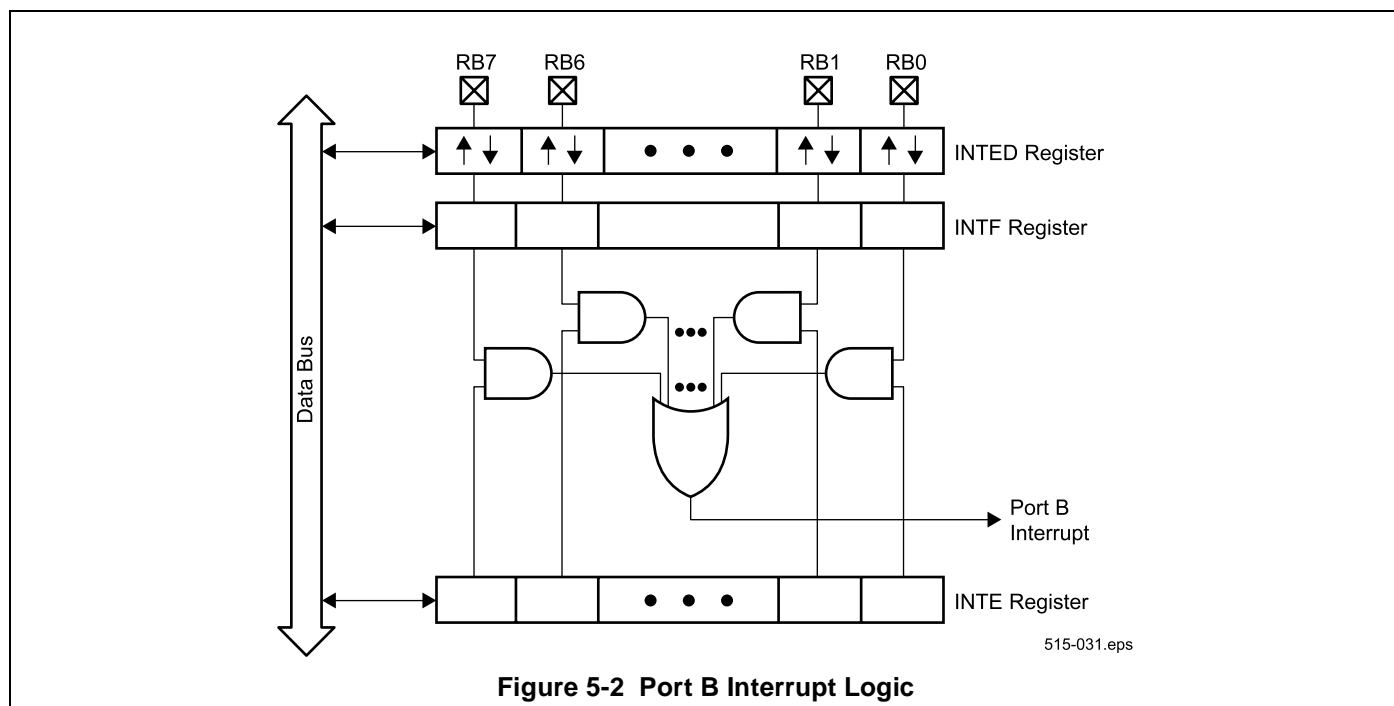 RB7 RB6 RB1 RB0
INTED Register
INTF Register
Data Bus
Port B
Interrupt
INTE Register
515-031.eps
Figure 5-2 Port B Interrupt Logic